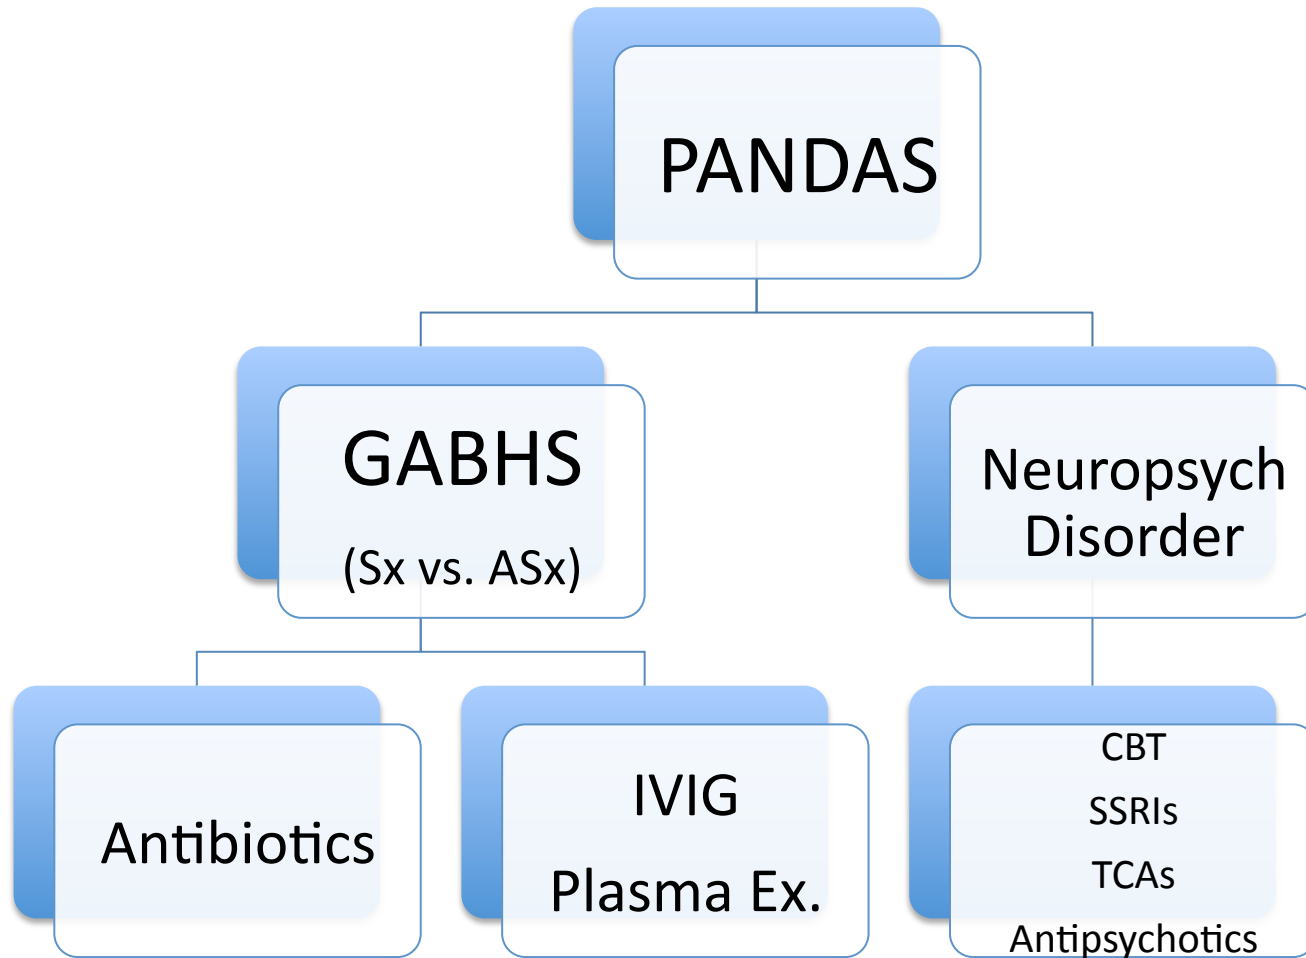 PANDAS
GABHS
(Sx vs. ASx)
Neuropsych
Disorder
Antibiotics
IVIG
Plasma Ex.
CBT
SSRIs
TCAs
Antipsychotics